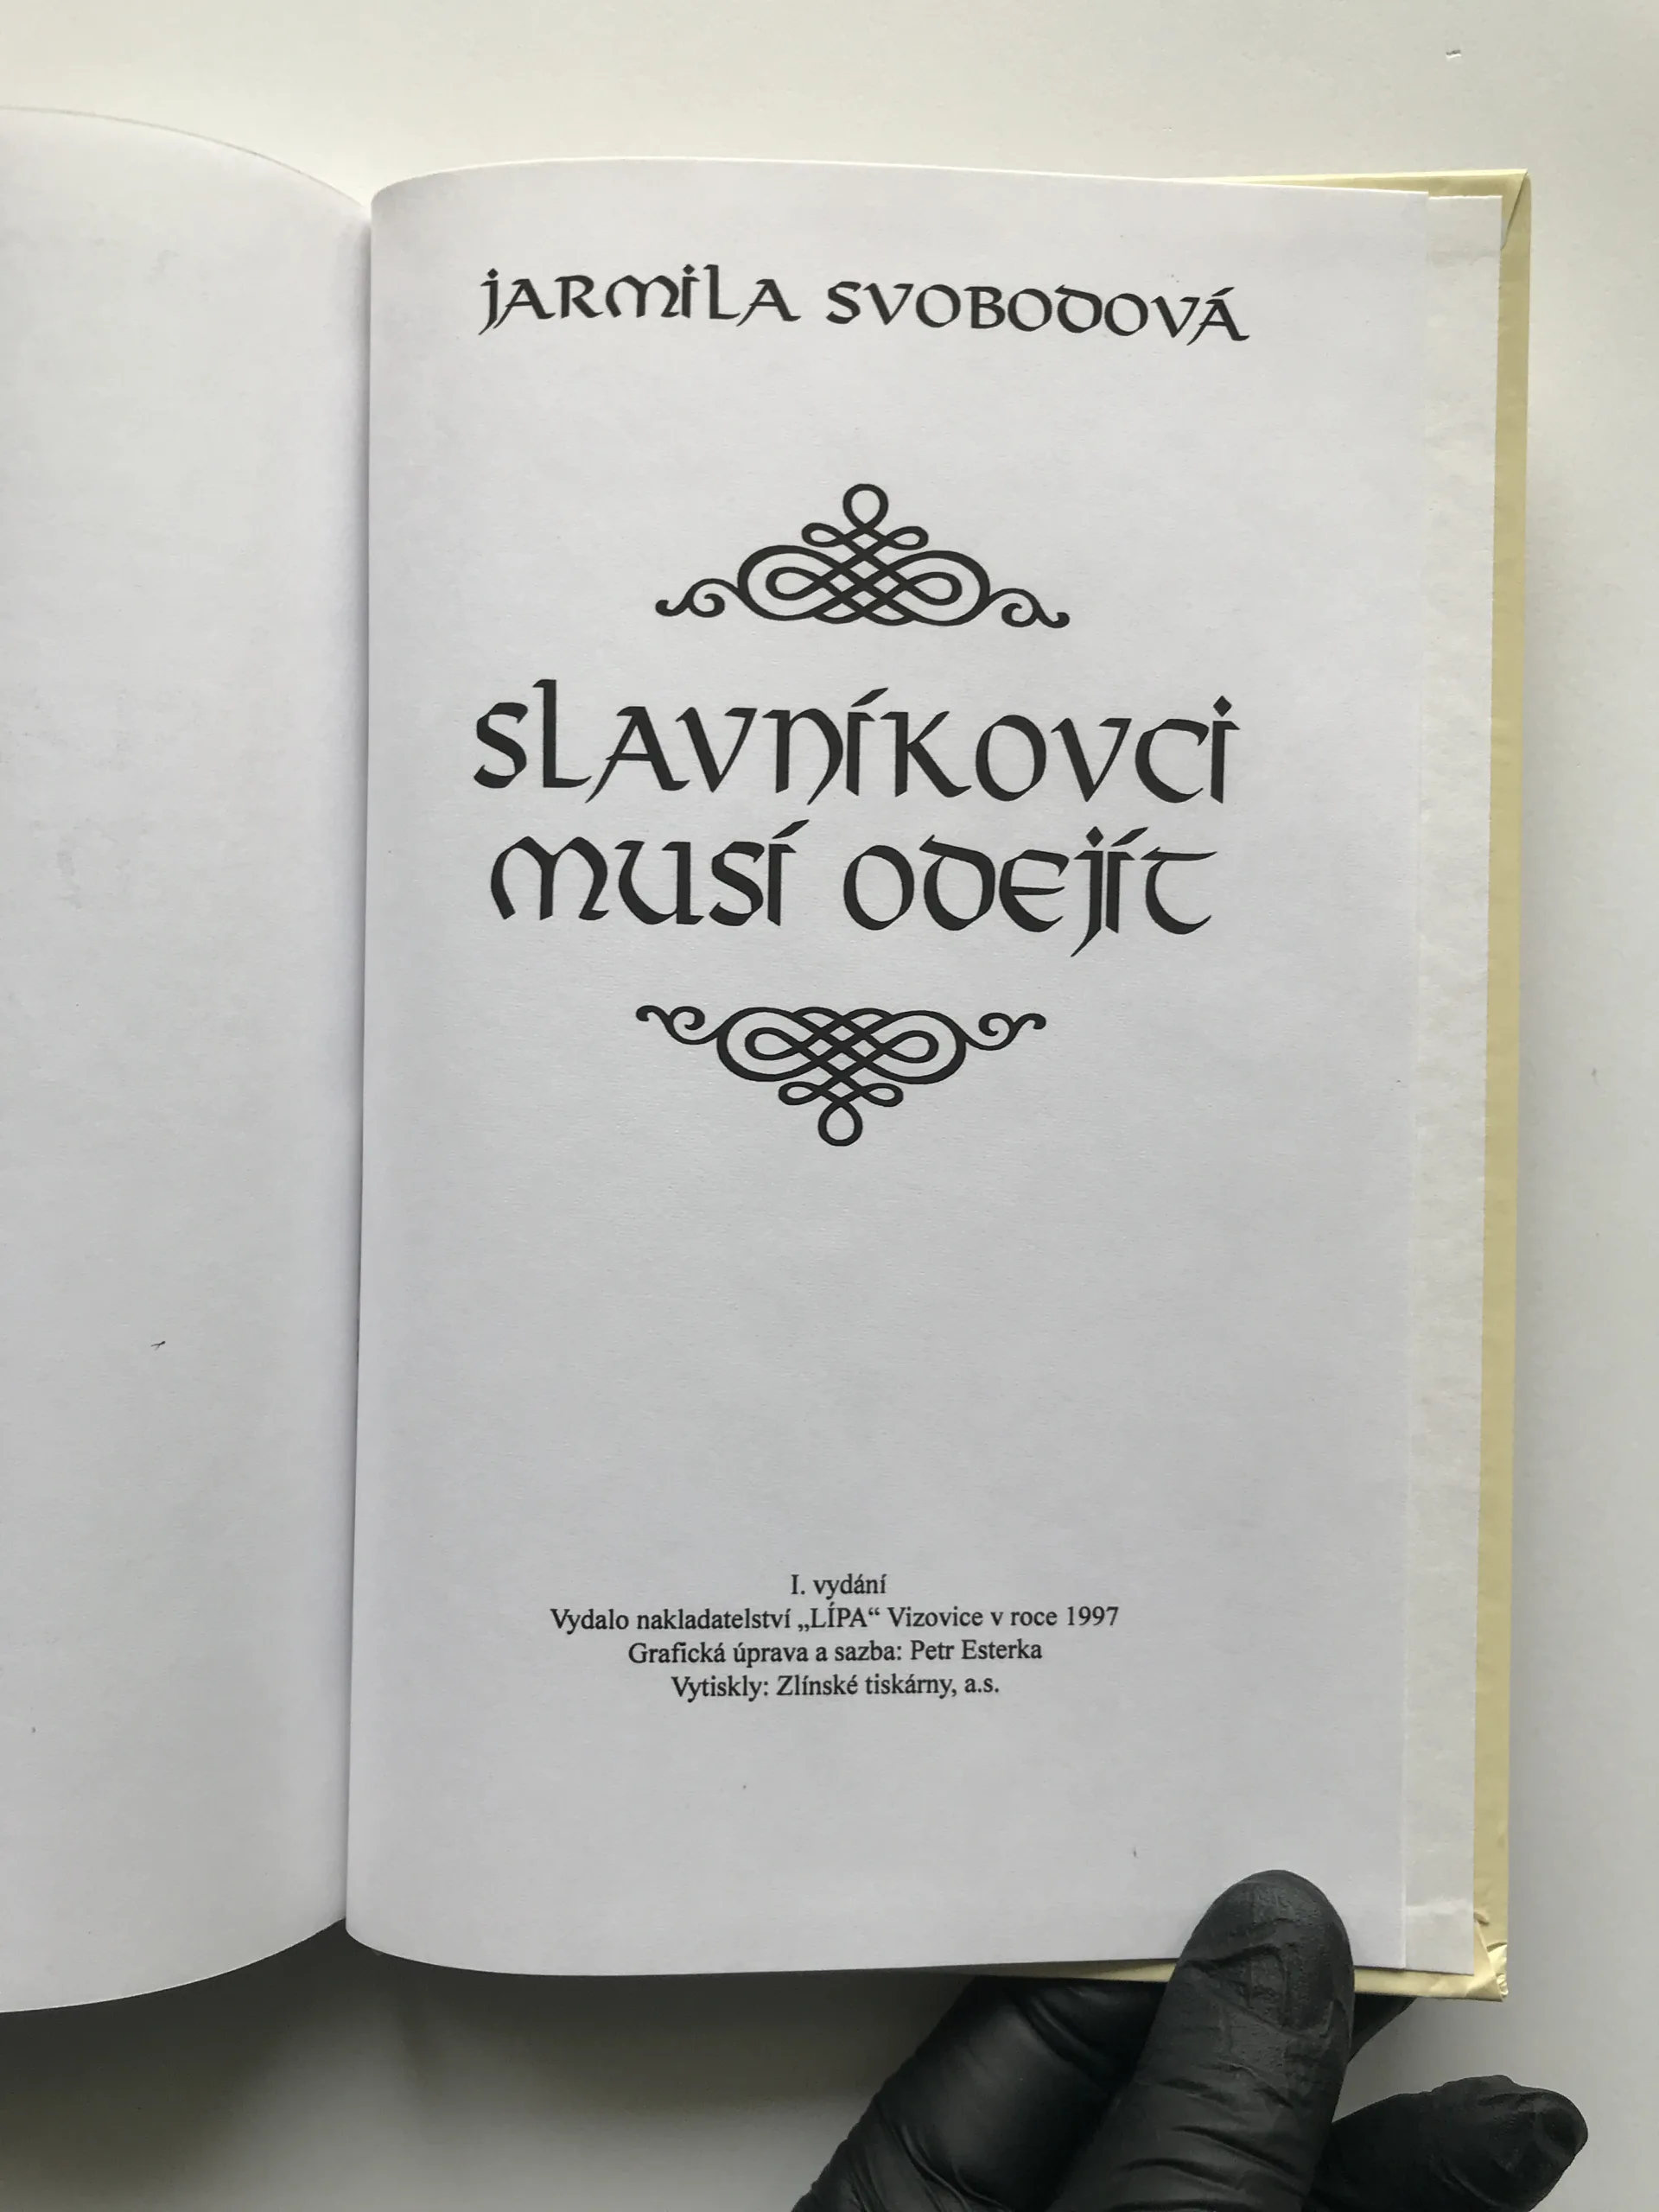 JARMILA SVOBODOVÁ
SLAVNÍKOVCI
MUSÍ ODEJÍT
I. vydání
Vydalo nakladatelství „LÍPA“ Vizovice v roce 1997
Grafická úprava a sazba: Petr Esterka
Vytiskly: Zlínské tiskárny, a.s.